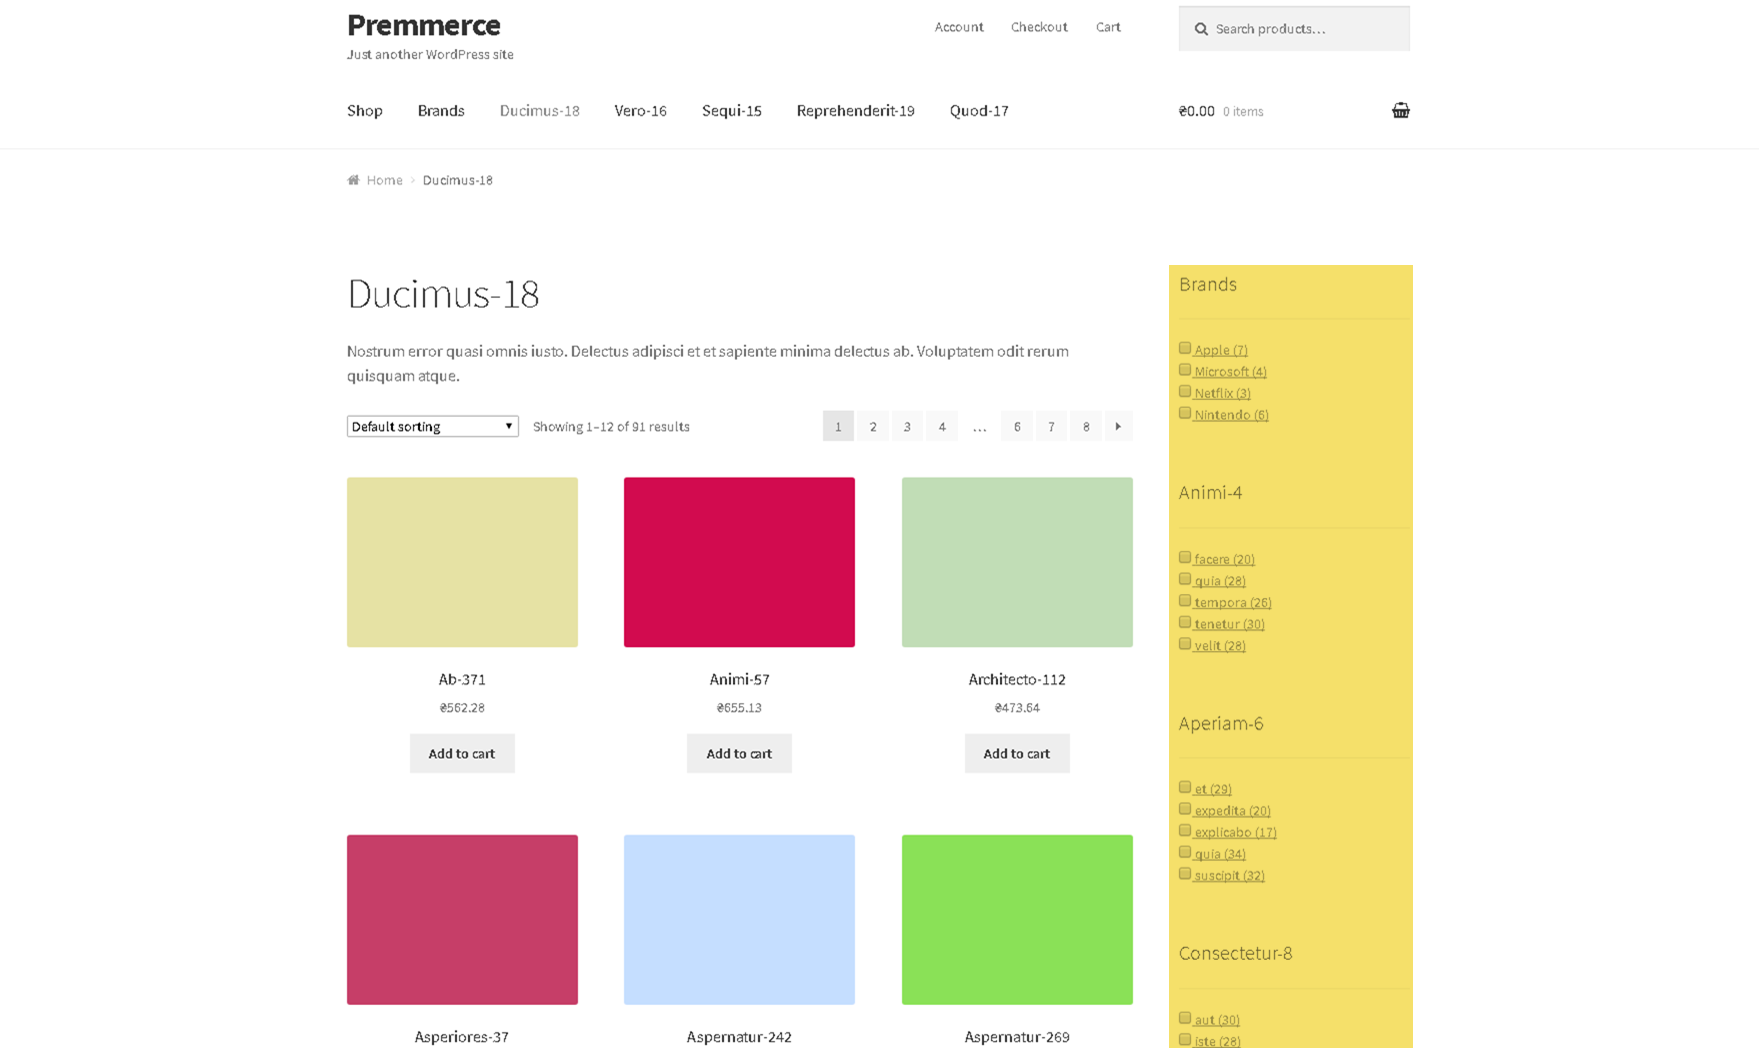 Premmerce
Just another WordPress site
Account Checkout Cart
Search products…
Shop Brands Ducimus-18 Vero-16 Sequi-15 Reprehenderit-19 Quod-17
₴0.00 0 items
Home › Ducimus-18
Ducimus-18
Nostrum error quasi omnis iusto. Delectus adipisci et et sapiente minima delectus ab. Voluptatem odit rerum
quisquam atque.
Default sorting
Showing 1–12 of 91 results
1 2 3 4 … 6 7 8
Ab-371
₴562.28
Add to cart
Animi-57
₴655.13
Add to cart
Architecto-112
₴473.64
Add to cart
Asperiores-37
Aspernatur-242
Aspernatur-269
Brands
Apple (7)
Microsoft (4)
Netflix (3)
Nintendo (6)
Animi-4
facere (20)
quia (28)
tempora (26)
tenetur (30)
velit (28)
Aperiam-6
et (29)
expedita (20)
explicabo (17)
quia (34)
suscipit (32)
Consectetur-8
aut (30)
iste (28)